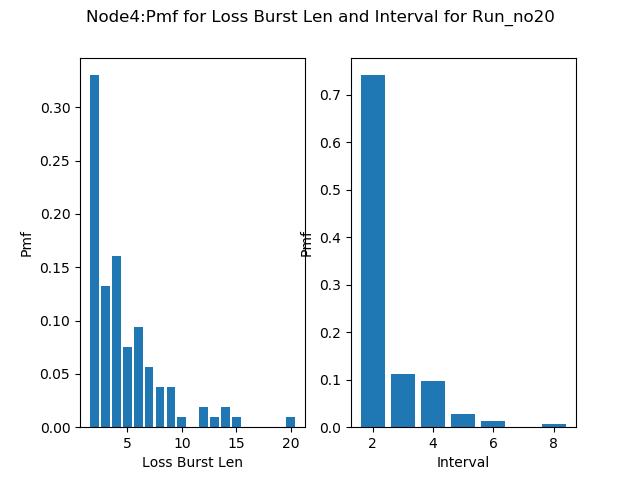 Node4:Pmf for Loss Burst Len and Interval for Run_no20
Pmf
0.30
0.25
0.20
0.15
0.10
0.05
0.00
5 10 15 20
Loss Burst Len
Pmf
0.7
0.6
0.5
0.4
0.3
0.2
0.1
0.0
2 4 6 8
Interval